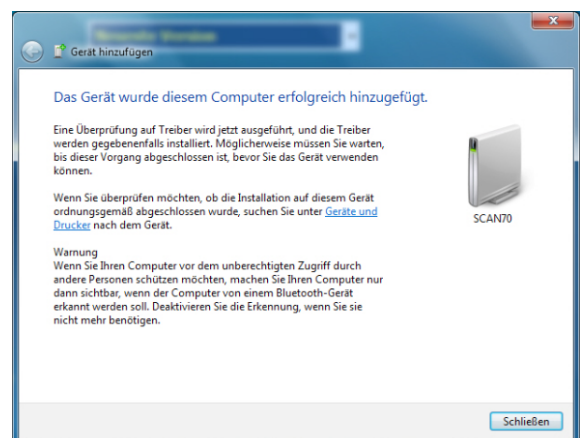 Gerät hinzufügen
Das Gerät wurde diesem Computer erfolgreich hinzugefügt.
Eine Überprüfung auf Treiber wird jetzt ausgeführt, und die Treiber
werden gegebenenfalls installiert. Möglicherweise müssen Sie warten,
bis dieser Vorgang abgeschlossen ist, bevor Sie das Gerät verwenden
können.
Wenn Sie überprüfen möchten, ob die Installation auf diesem Gerät
ordnungsgemäß abgeschlossen wurde, suchen Sie unter Geräte und
Drucker nach dem Gerät.
SCAN70
Warnung
Wenn Sie Ihren Computer vor dem unberechtigten Zugriff durch
andere Personen schützen möchten, machen Sie Ihren Computer nur
dann sichtbar, wenn der Computer von einem Bluetooth-Gerät
erkannt werden soll. Deaktivieren Sie die Erkennung, wenn Sie sie
nicht mehr benötigen.
Schließen